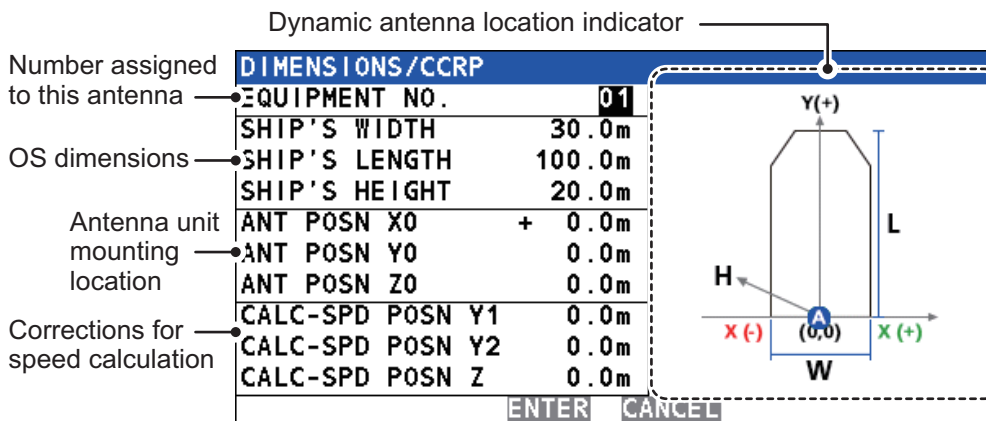 Dynamic antenna location indicator
Number assigned
to this antenna
DIMENSIONS/CCRP
EQUIPMENT NO. 01
SHIP'S WIDTH 30.0m
OS dimensions
SHIP'S LENGTH 100.0m
SHIP'S HEIGHT 20.0m
Antenna unit
mounting
location
ANT POSN X0 + 0.0m
ANT POSN Y0 0.0m
ANT POSN Z0 0.0m
Corrections for
speed calculation
CALC-SPD POSN Y1 0.0m
CALC-SPD POSN Y2 0.0m
CALC-SPD POSN Z 0.0m
ENTER CANCEL
Y(+)
L
H
A
X (-) (0,0) X (+)
W